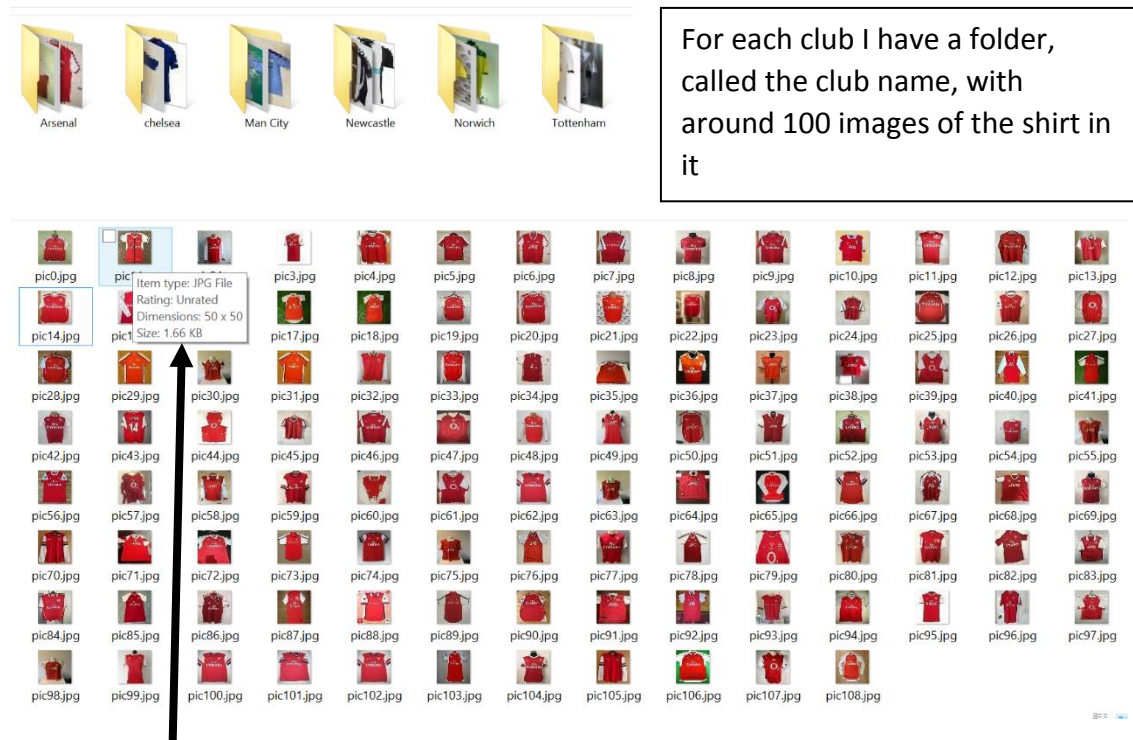 Arsenal chelsea Man City Newcastle Norwich Tottenham
For each club I have a folder,
called the club name, with
around 100 images of the shirt in
it
pic0.jpg pic3.jpg pic4.jpg pic5.jpg pic6.jpg pic7.jpg pic8.jpg pic9.jpg pic10.jpg pic11.jpg pic12.jpg pic13.jpg
Item type: JPG File
Rating: Unrated
Dimensions: 50 x 50
Size: 1.66 KB
pic14.jpg pic17.jpg pic18.jpg pic19.jpg pic20.jpg pic21.jpg pic22.jpg pic23.jpg pic24.jpg pic25.jpg pic26.jpg pic27.jpg
pic28.jpg pic29.jpg pic30.jpg pic31.jpg pic32.jpg pic33.jpg pic34.jpg pic35.jpg pic36.jpg pic37.jpg pic38.jpg pic39.jpg pic40.jpg pic41.jpg
pic42.jpg pic43.jpg pic44.jpg pic45.jpg pic46.jpg pic47.jpg pic48.jpg pic49.jpg pic50.jpg pic51.jpg pic52.jpg pic53.jpg pic54.jpg pic55.jpg
pic56.jpg pic57.jpg pic58.jpg pic59.jpg pic60.jpg pic61.jpg pic62.jpg pic63.jpg pic64.jpg pic65.jpg pic66.jpg pic67.jpg pic68.jpg pic69.jpg
pic70.jpg pic71.jpg pic72.jpg pic73.jpg pic74.jpg pic75.jpg pic76.jpg pic77.jpg pic78.jpg pic79.jpg pic80.jpg pic81.jpg pic82.jpg pic83.jpg
pic84.jpg pic85.jpg pic86.jpg pic87.jpg pic88.jpg pic89.jpg pic90.jpg pic91.jpg pic92.jpg pic93.jpg pic94.jpg pic95.jpg pic96.jpg pic97.jpg
pic98.jpg pic99.jpg pic100.jpg pic101.jpg pic102.jpg pic103.jpg pic104.jpg pic105.jpg pic106.jpg pic107.jpg pic108.jpg